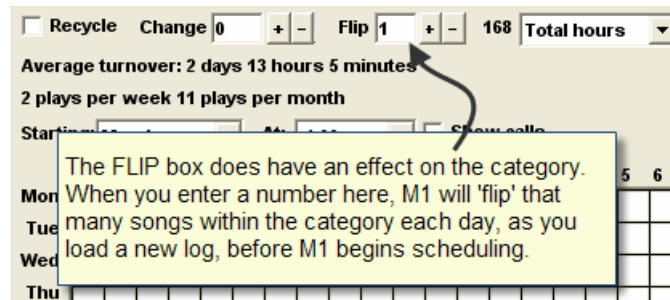 Recycle Change 0 + - Flip 1 + - 168 Total hours
Average turnover: 2 days 13 hours 5 minutes
2 plays per week 11 plays per month
The FLIP box does have an effect on the category.
When you enter a number here, M1 will 'flip' that
many songs within the category each day, as you
load a new log, before M1 begins scheduling.
5 6
Mon
Tue
Wed
Thu